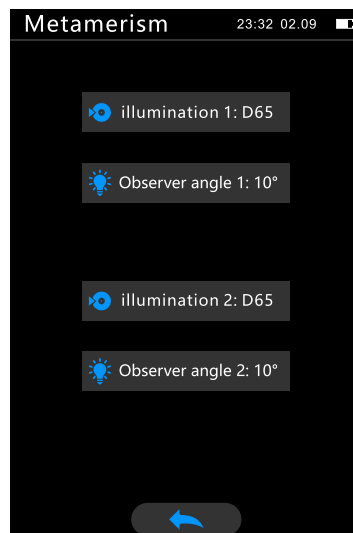 Metamerism 23:32 02.09
illumination 1: D65
Observer angle 1: 10°
illumination 2: D65
Observer angle 2: 10°